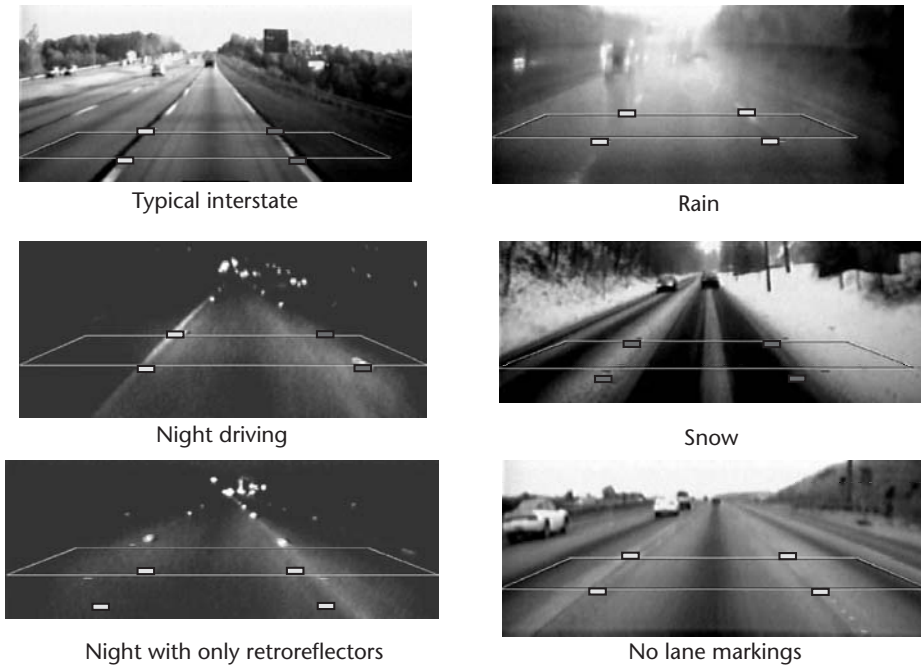 Typical interstate
Rain
Night driving
Snow
Night with only retroreflectors
No lane markings